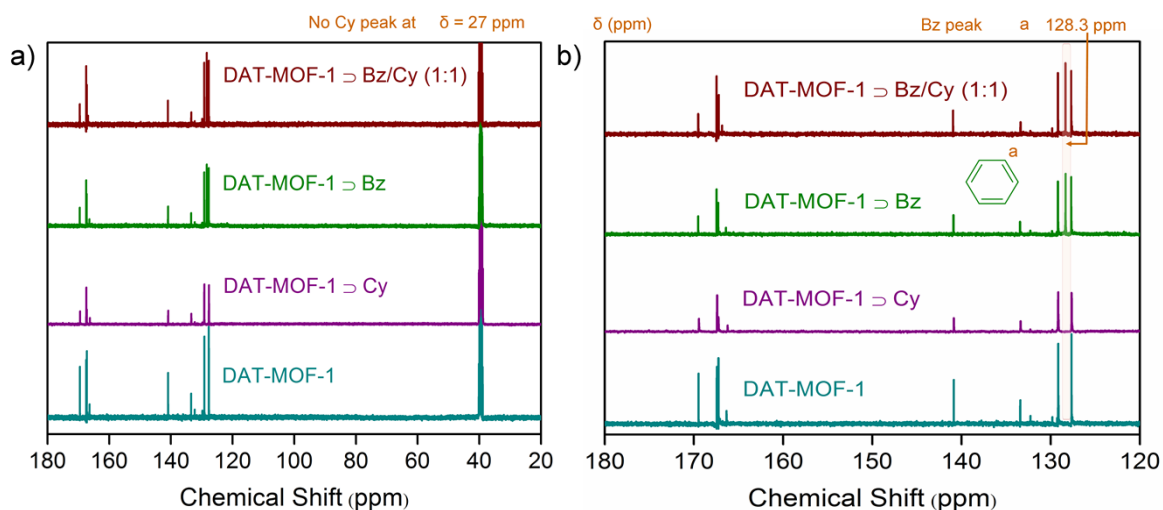 No Cy peak at δ = 27 ppm
a)
DAT-MOF-1 ⊃ Bz/Cy (1:1)
DAT-MOF-1 ⊃ Bz
DAT-MOF-1 ⊃ Cy
DAT-MOF-1
180 160 140 120 100 80 60 40 20
Chemical Shift (ppm)
δ (ppm) Bz peak a 128.3 ppm
b)
DAT-MOF-1 ⊃ Bz/Cy (1:1)
a
DAT-MOF-1 ⊃ Bz
DAT-MOF-1 ⊃ Cy
DAT-MOF-1
180 170 160 150 140 130 120
Chemical Shift (ppm)